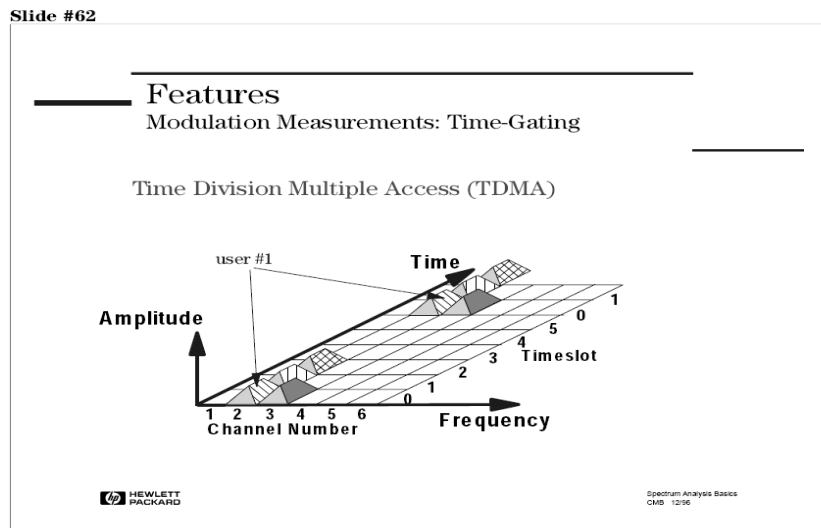 Slide #62
Features
Modulation Measurements: Time-Gating
Time Division Multiple Access (TDMA)
user #1
Time
Amplitude
1
0
5
4
Timeslot
3
2
1
0
1 2 3 4 5 6
Channel Number
Frequency
hp HEWLETT
PACKARD
Spectrum Analysis Basics
CMB 12/96